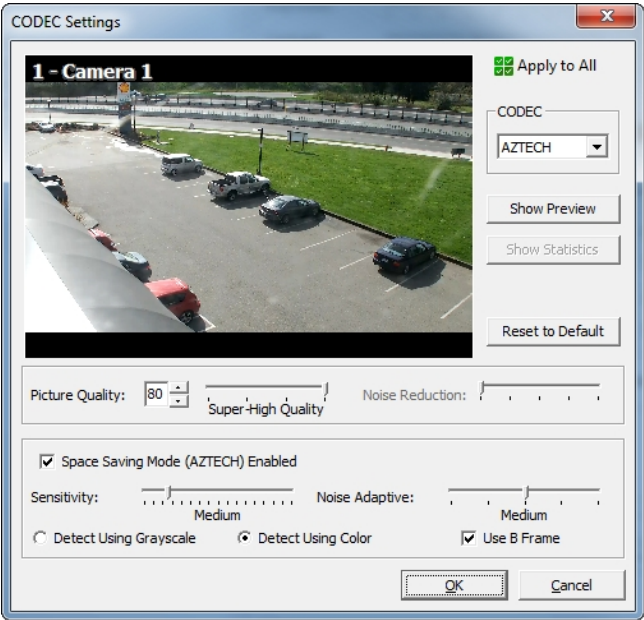 CODEC Settings
1 - Camera 1
Apply to All
CODEC
AZTECH
Show Preview
Show Statistics
Reset to Default
Picture Quality: 80 Super-High Quality Noise Reduction:
Space Saving Mode (AZTECH) Enabled
Sensitivity: Medium Noise Adaptive: Medium
Detect Using Grayscale Detect Using Color Use B Frame
OK Cancel